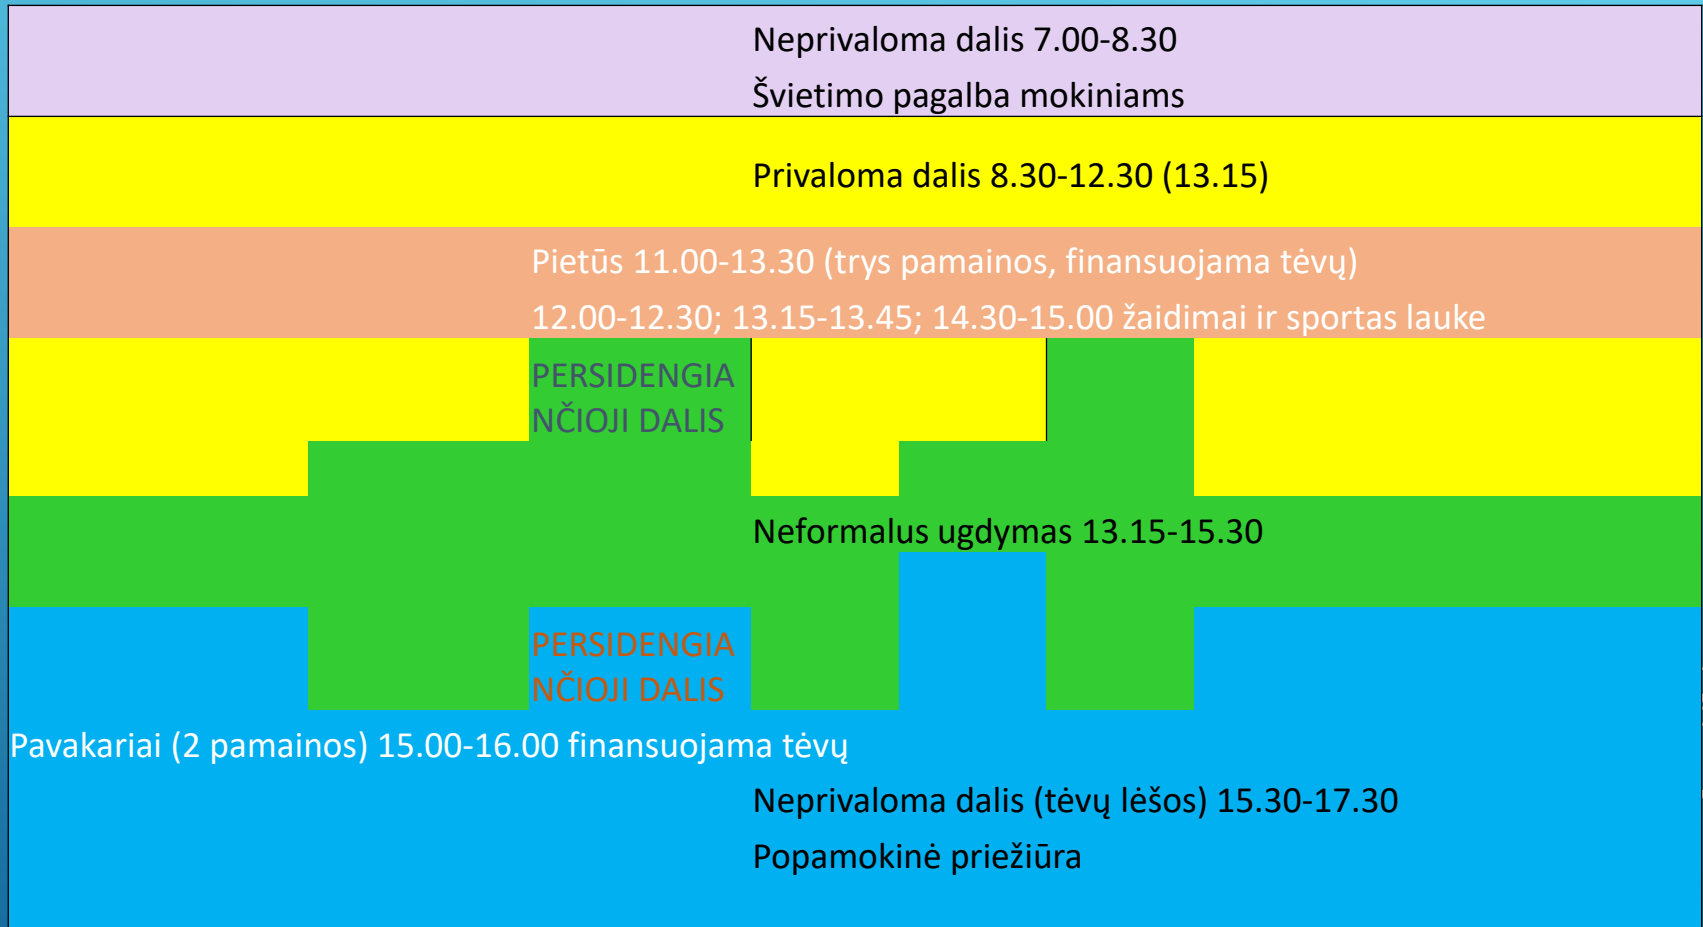 Neprivaloma dalis 7.00-8.30
Švietimo pagalba mokiniams
Privaloma dalis 8.30-12.30 (13.15)
Pietūs 11.00-13.30 (trys pamainos, finansuojama tėvų)
12.00-12.30; 13.15-13.45; 14.30-15.00 žaidimai ir sportas lauke
PERSIDENGIA
NČIOJI DALIS
Neformalus ugdymas 13.15-15.30
PERSIDENGIA
NČIOJI DALIS
Pavakariai (2 pamainos) 15.00-16.00 finansuojama tėvų
Neprivaloma dalis (tėvų lėšos) 15.30-17.30
Popamokinė priežiūra